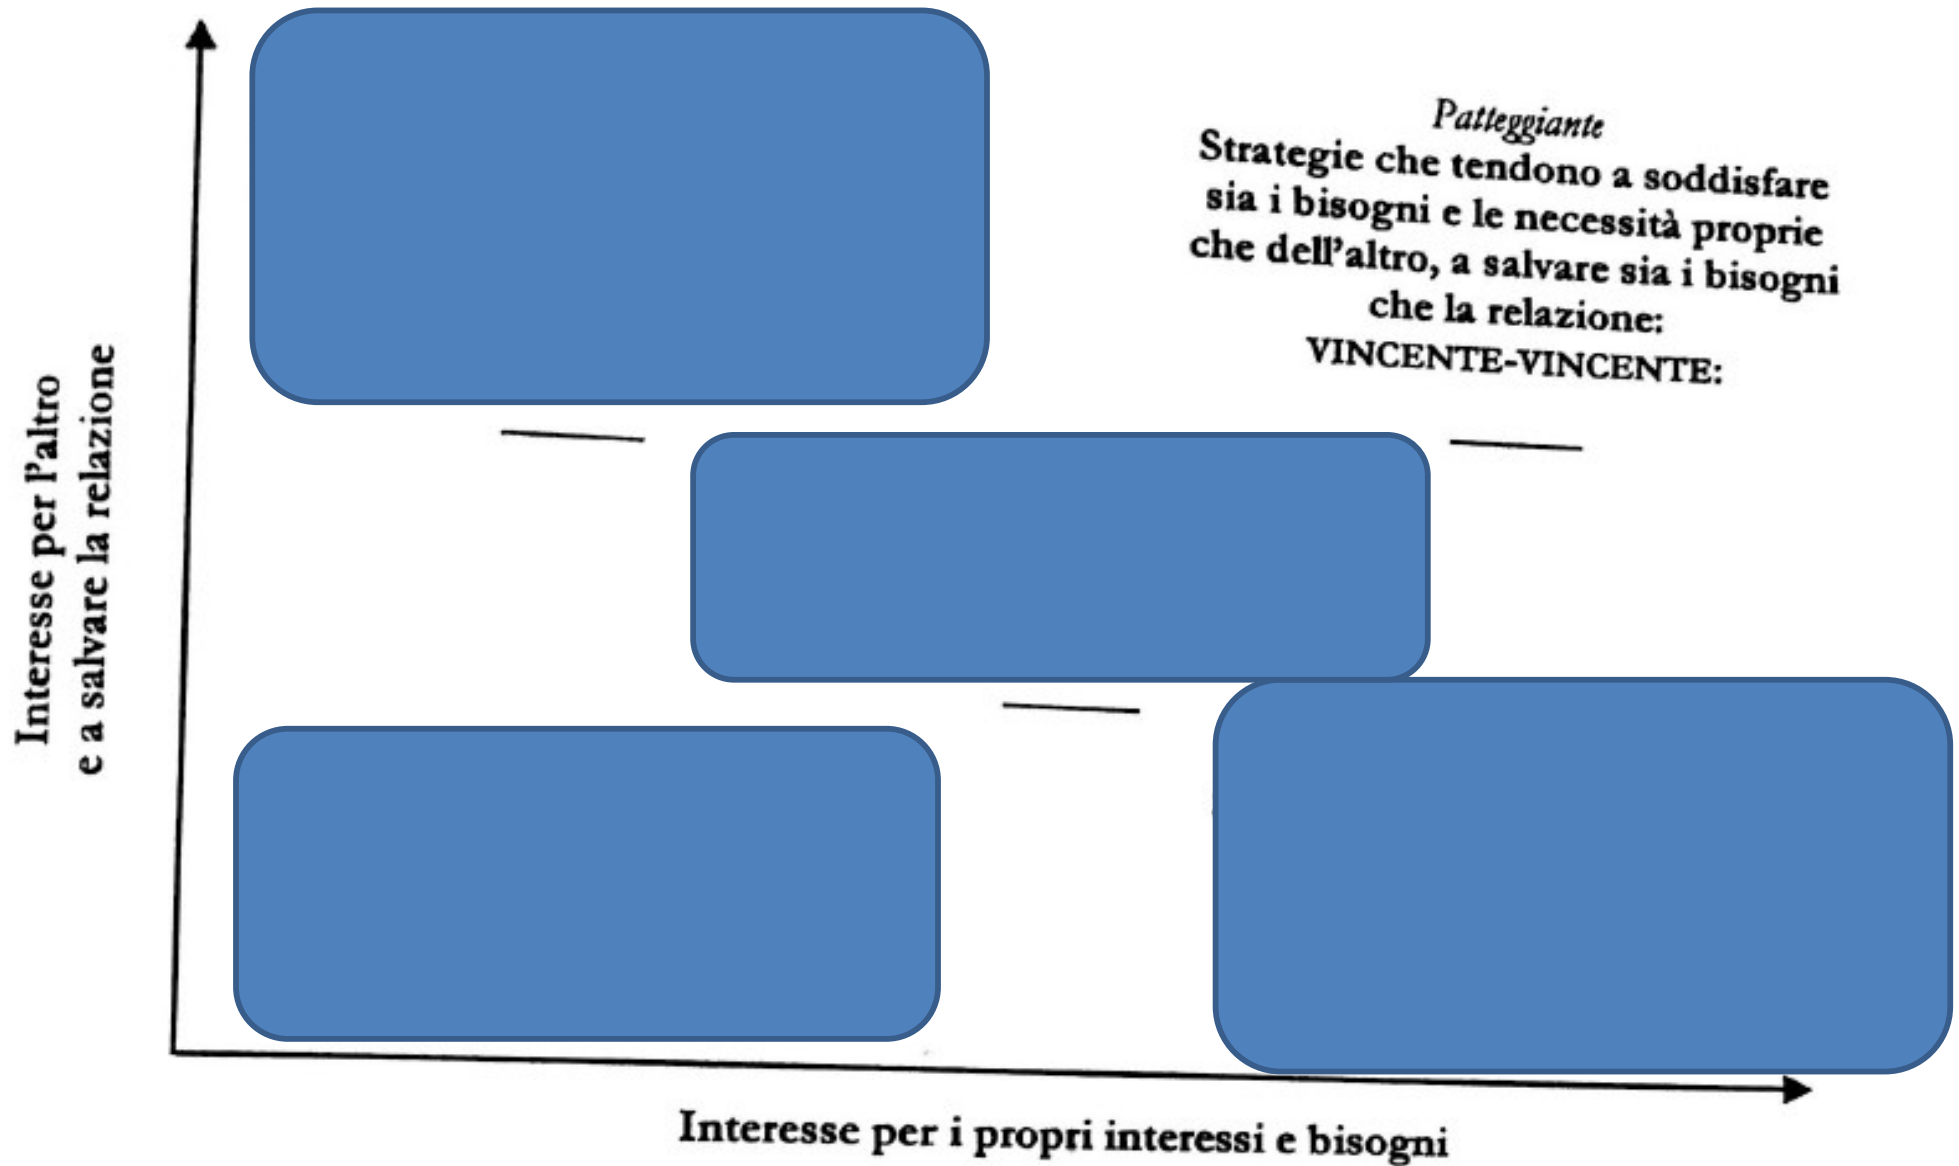 Patteggiante
Strategie che tendono a soddisfare
sia i bisogni e le necessità proprie
che dell'altro, a salvare sia i bisogni
che la relazione:
VINCENTE-VINCENTE:
Interesse per l'altro
e a salvare la relazione
Interesse per i propri interessi e bisogni